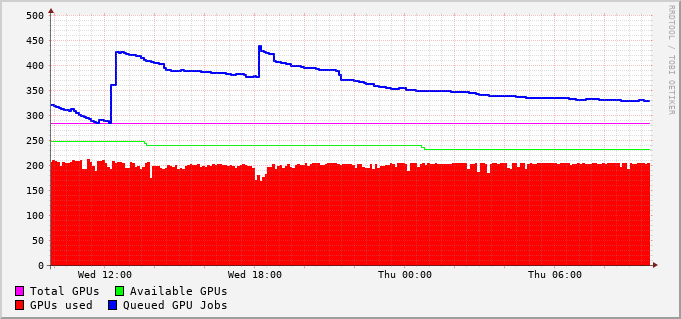 500
450
400
350
300
250
200
150
100
50
0
Wed 12:00 Wed 18:00 Thu 00:00 Thu 06:00
Total GPUs Available GPUs
GPUs used Queued GPU Jobs
RRDTOOL / TOBI OETIKER